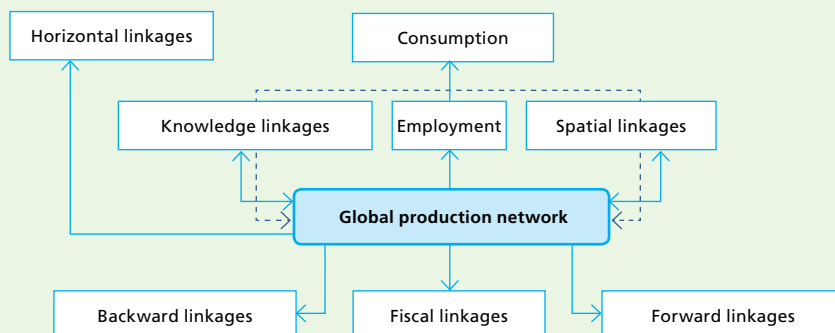 Horizontal linkages
Consumption
Knowledge linkages
Employment
Spatial linkages
Global production network
Backward linkages
Fiscal linkages
Forward linkages